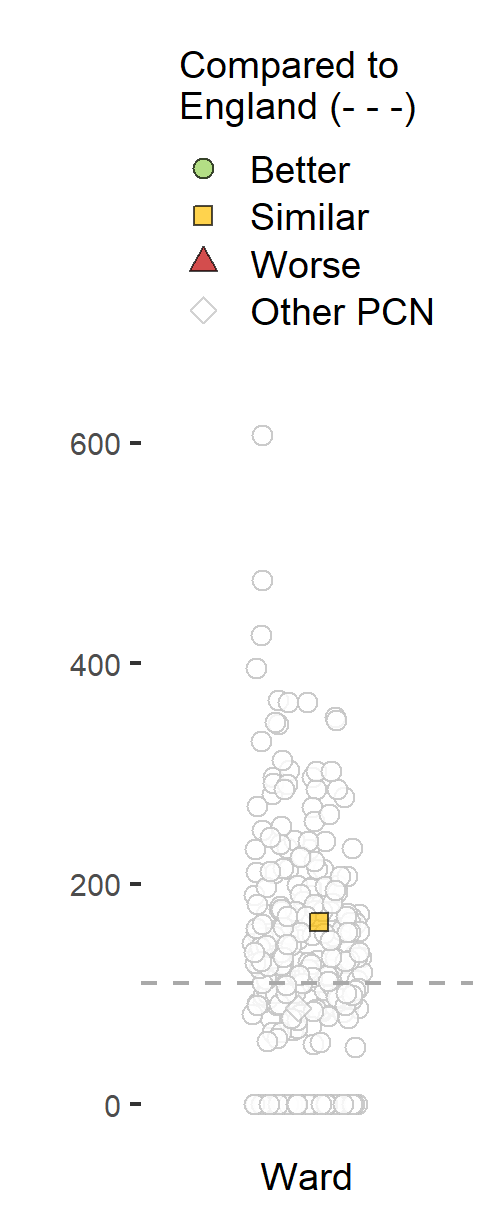 Compared to
England (- - -)
Better
Similar
Worse
Other PCN
600
400
200
0
Ward